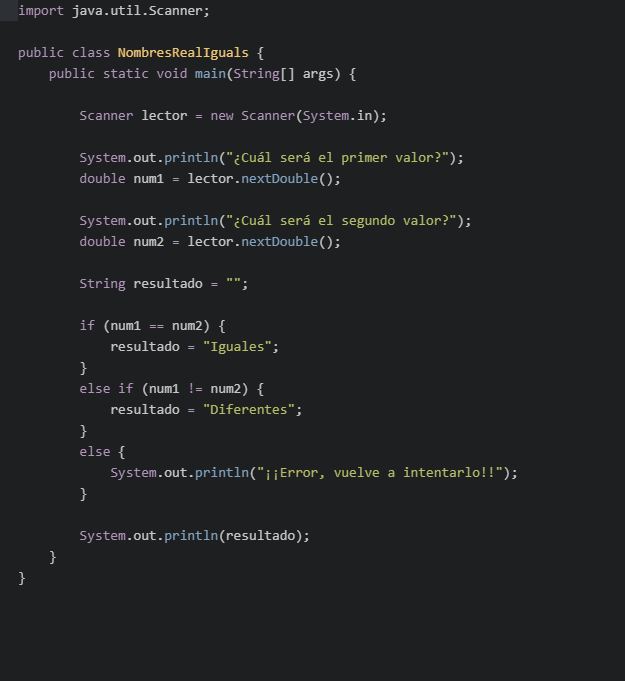 import java.util.Scanner;
public class NombresRealIguals {
public static void main(String[] args) {
Scanner lector = new Scanner(System.in);
System.out.println("¿Cuál será el primer valor?");
double num1 = lector.nextDouble();
System.out.println("¿Cuál será el segundo valor?");
double num2 = lector.nextDouble();
String resultado = "";
if (num1 == num2) {
resultado = "Iguales";
}
else if (num1 != num2) {
resultado = "Diferentes";
}
else {
System.out.println("¡¡Error, vuelve a intentarlo!!");
}
System.out.println(resultado);
}
}